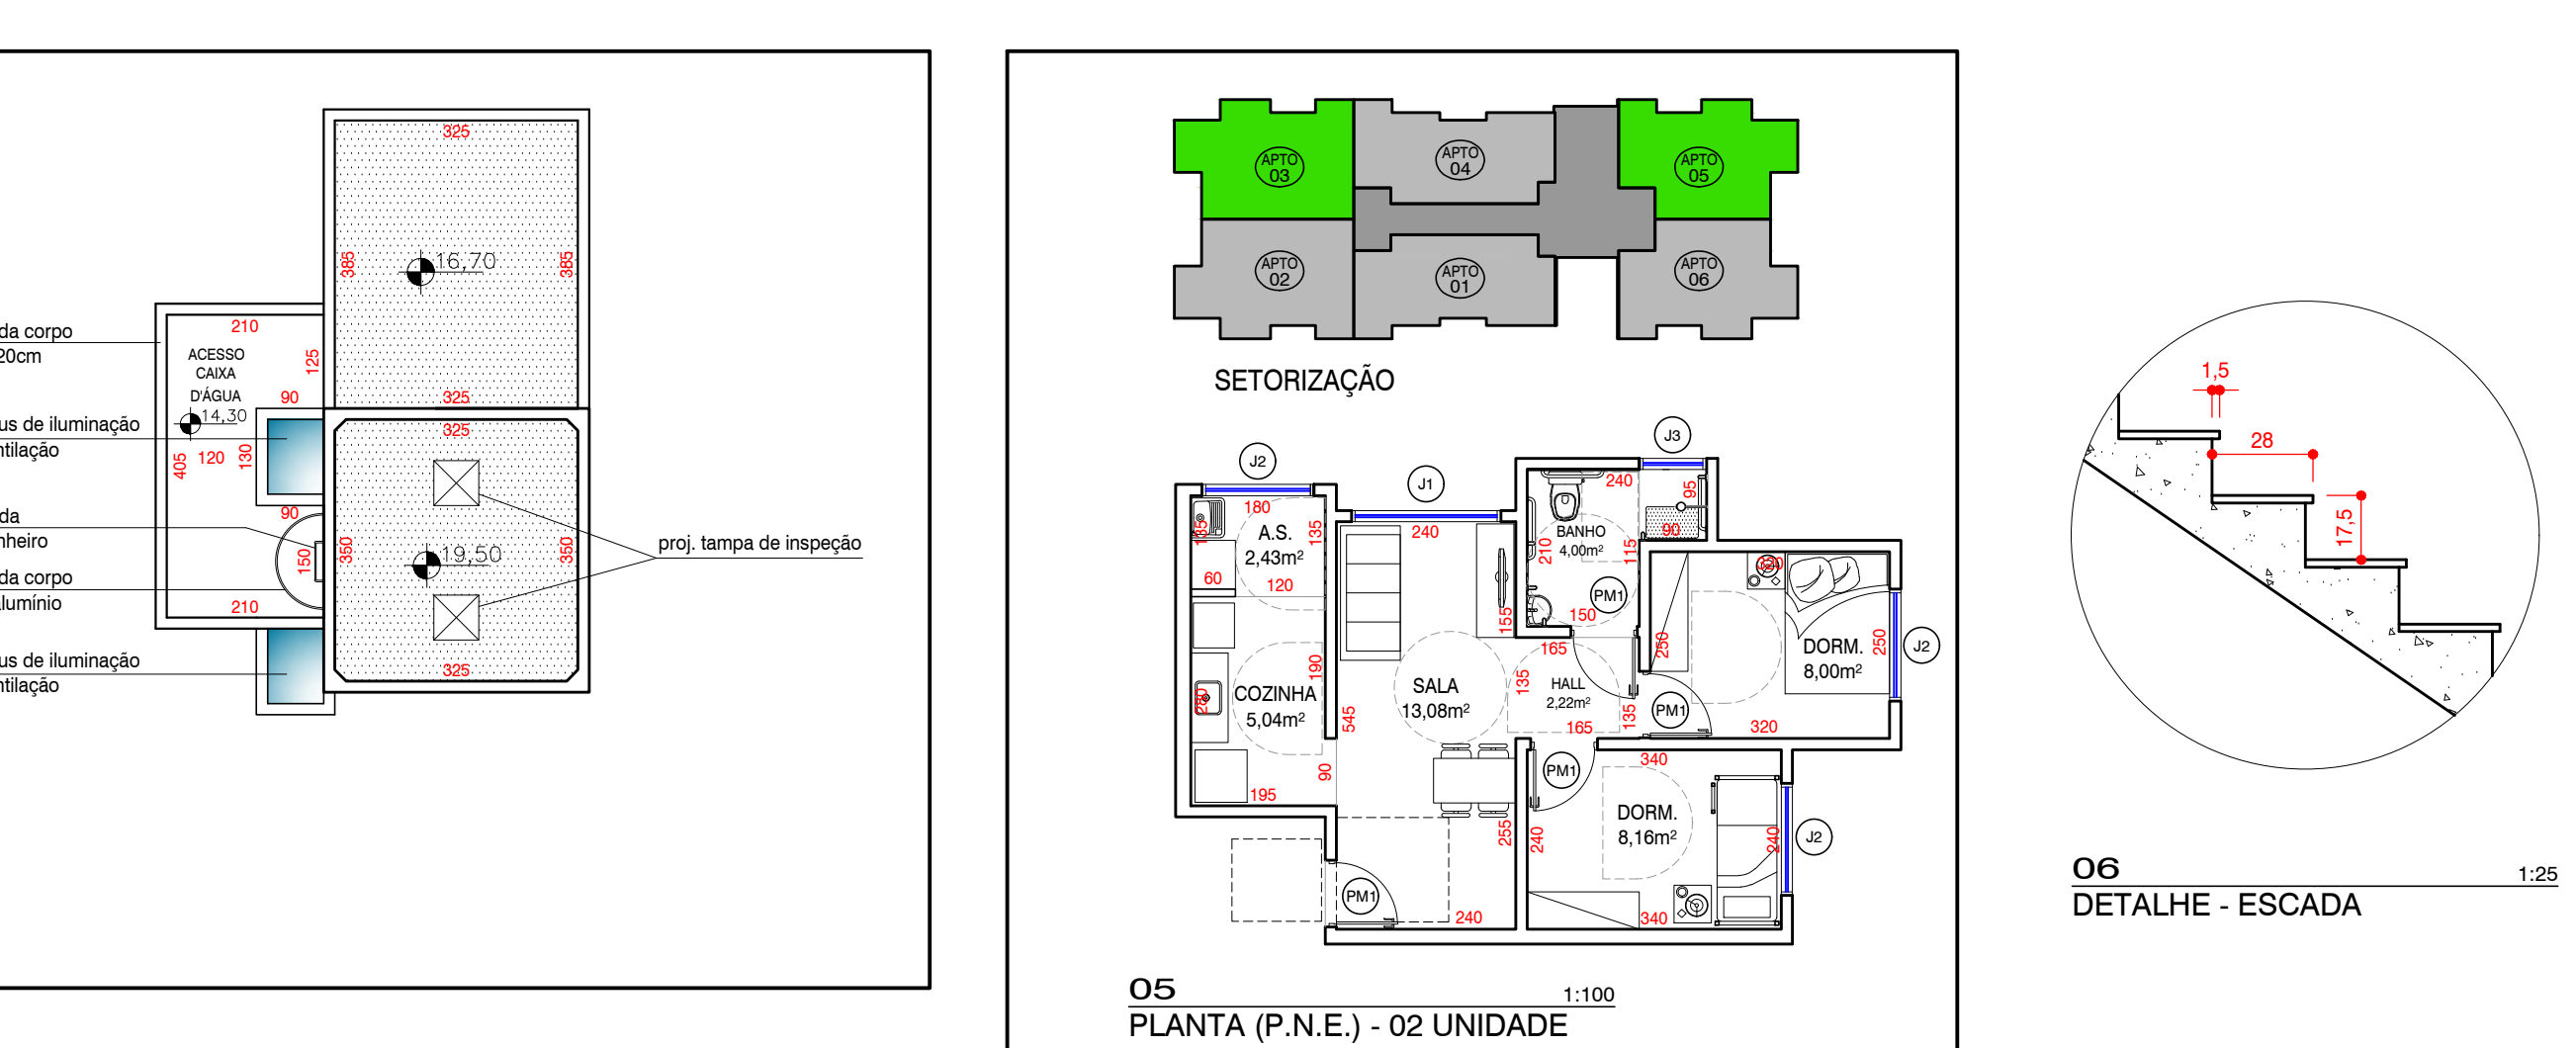 325
385
16,70
385
da corpo
20cm
210
ACESSO
CAIXA
D'ÁGUA
14,30
125
90
325
us de iluminação
ntilação
405
120
130
325
da
nheiro
90
150
350
19,50
350
proj. tampa de inspeção
da corpo
lumínio
210
us de iluminação
ntilação
325
APTO
03
APTO
04
APTO
05
APTO
02
APTO
01
APTO
06
SETORIZAÇÃO
J2
J1
J3
180
135
A.S.
2,43m²
135
60
120
240
240
95
90
BANHO
4,00m²
210
115
PM1
150
155
165
250
DORM.
8,00m²
250
J2
190
COZINHA
5,04m²
280
SALA
13,08m²
545
135
HALL
2,22m²
135
165
PM1
320
90
195
PM1
340
DORM.
8,16m²
255
240
240
J2
PM1
240
340
05
1:100
PLANTA (P.N.E.) - 02 UNIDADE
1,5
28
17,5
06
1:25
DETALHE - ESCADA